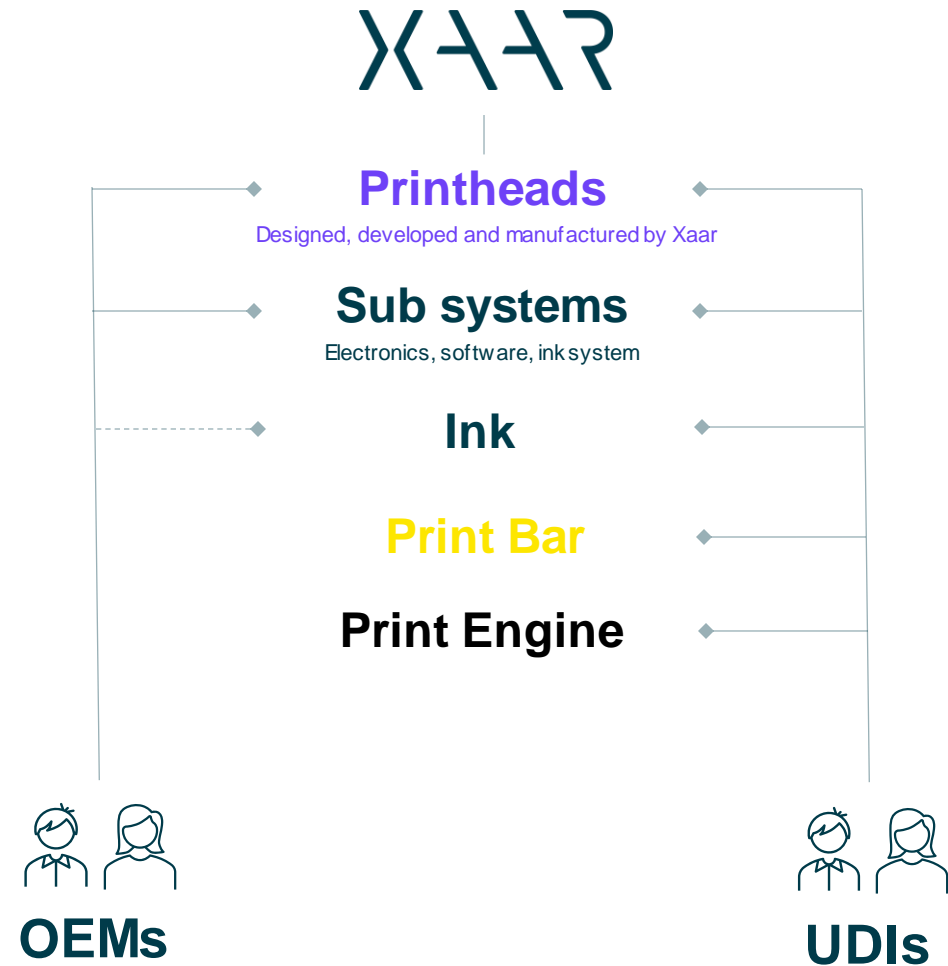 XAAR
Printheads
Designed, developed and manufactured by Xaar
Sub systems
Electronics, software, ink system
Ink
Print Bar
Print Engine
OEMs
UDIs